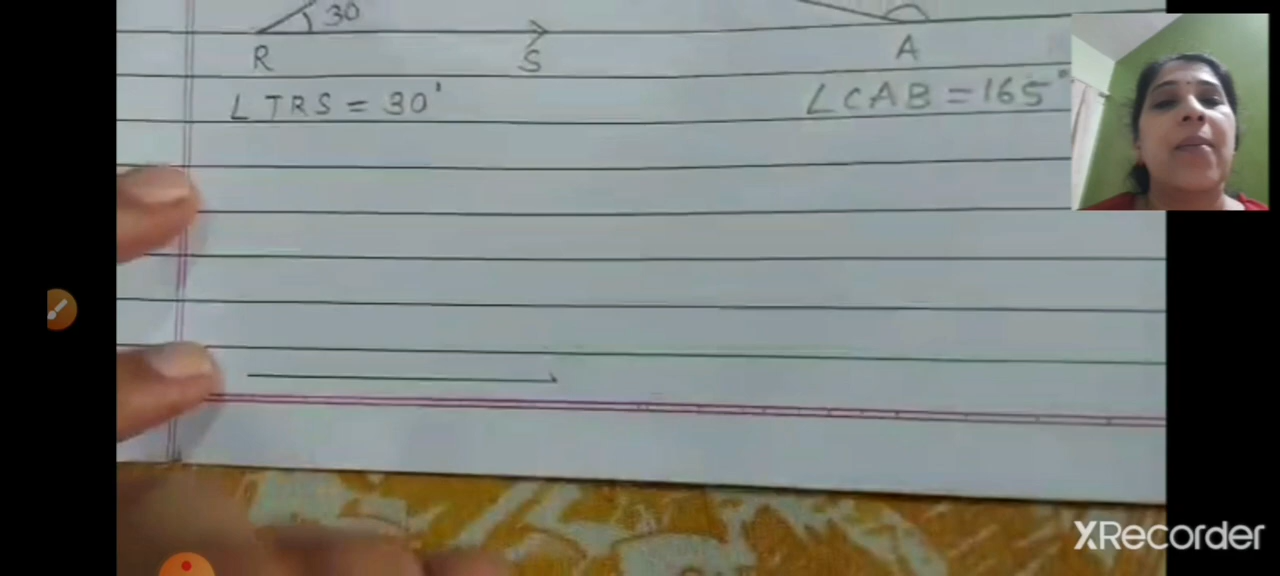 30
R S A
∠TRS = 30° ∠CAB = 165°
XRecorder